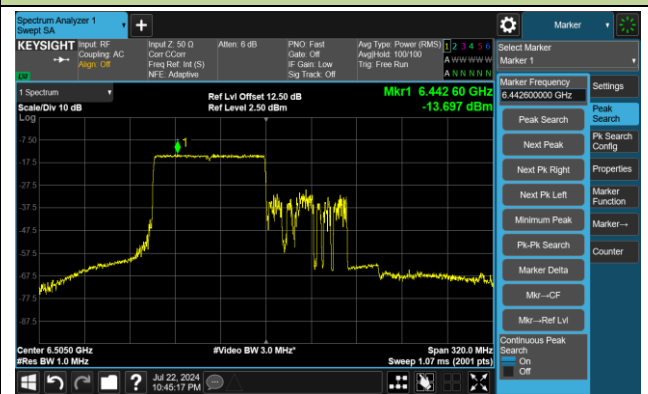 Spectrum Analyzer 1
Swept SA
Marker
KEYSIGHT
Input: RF
Coupling: AC
Align: Off
Input Z: 50 Ω
Corr CCorr
Freq Ref: Int (S)
NFE: Adaptive
Atten: 6 dB
PNO: Fast
Gate: Off
IF Gain: Low
Sig Track: Off
Avg Type: Power (RMS)
Avg|Hold: 100/100
Trig: Free Run
1 2 3 4 5 6
A W W W W W
A N N N N N
LXI
Select Marker
Marker 1
1 Spectrum
Scale/Div 10 dB
Log
Ref Lvl Offset 12.50 dB
Ref Level 2.50 dBm
Mkr1 6.442 60 GHz
-13.697 dBm
1
-7.50
-17.5
-27.5
-37.5
-47.5
-57.5
-67.5
-77.5
-87.5
Center 6.5050 GHz
#Res BW 1.0 MHz
#Video BW 3.0 MHz*
Span 320.0 MHz
Sweep 1.07 ms (2001 pts)
Marker Frequency
6.442600000 GHz
Peak Search
Next Peak
Next Pk Right
Next Pk Left
Minimum Peak
Pk-Pk Search
Marker Delta
Mkr→CF
Mkr→Ref Lvl
Continuous Peak
Search
On
Off
Settings
Peak
Search
Pk Search
Config
Properties
Marker
Function
Marker→
Counter
?
Jul 22, 2024
10:45:17 PM